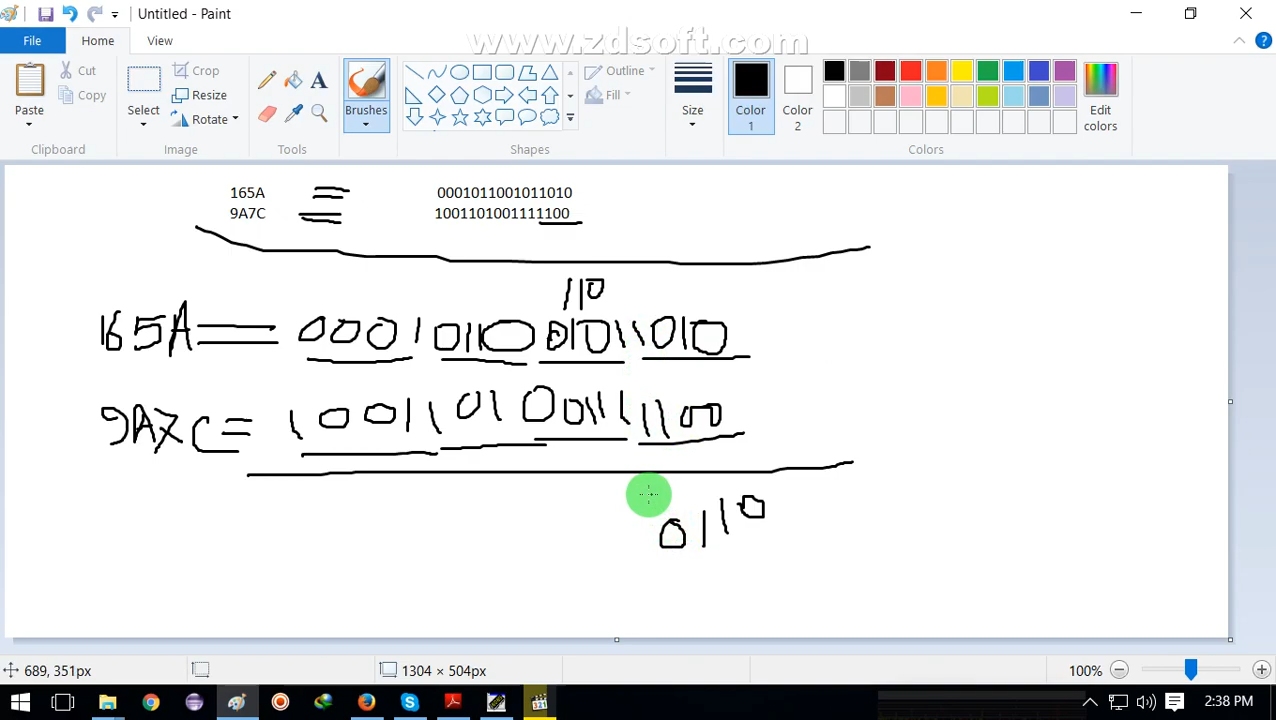 Untitled - Paint
www.zdsoft.com
File Home View
Paste Cut Copy Clipboard
Select Crop Resize Rotate Image
Tools
Brushes
Outline Fill Shapes
Size
Color 1 Color 2 Edit colors Colors
165A 0001011001011010
9A7C 1001101001111100
110
165A = 0001 0110 0101 1010
9A7C = 10011 010 0111 1100
0110
689, 351px 1304 × 504px 100%
2:38 PM